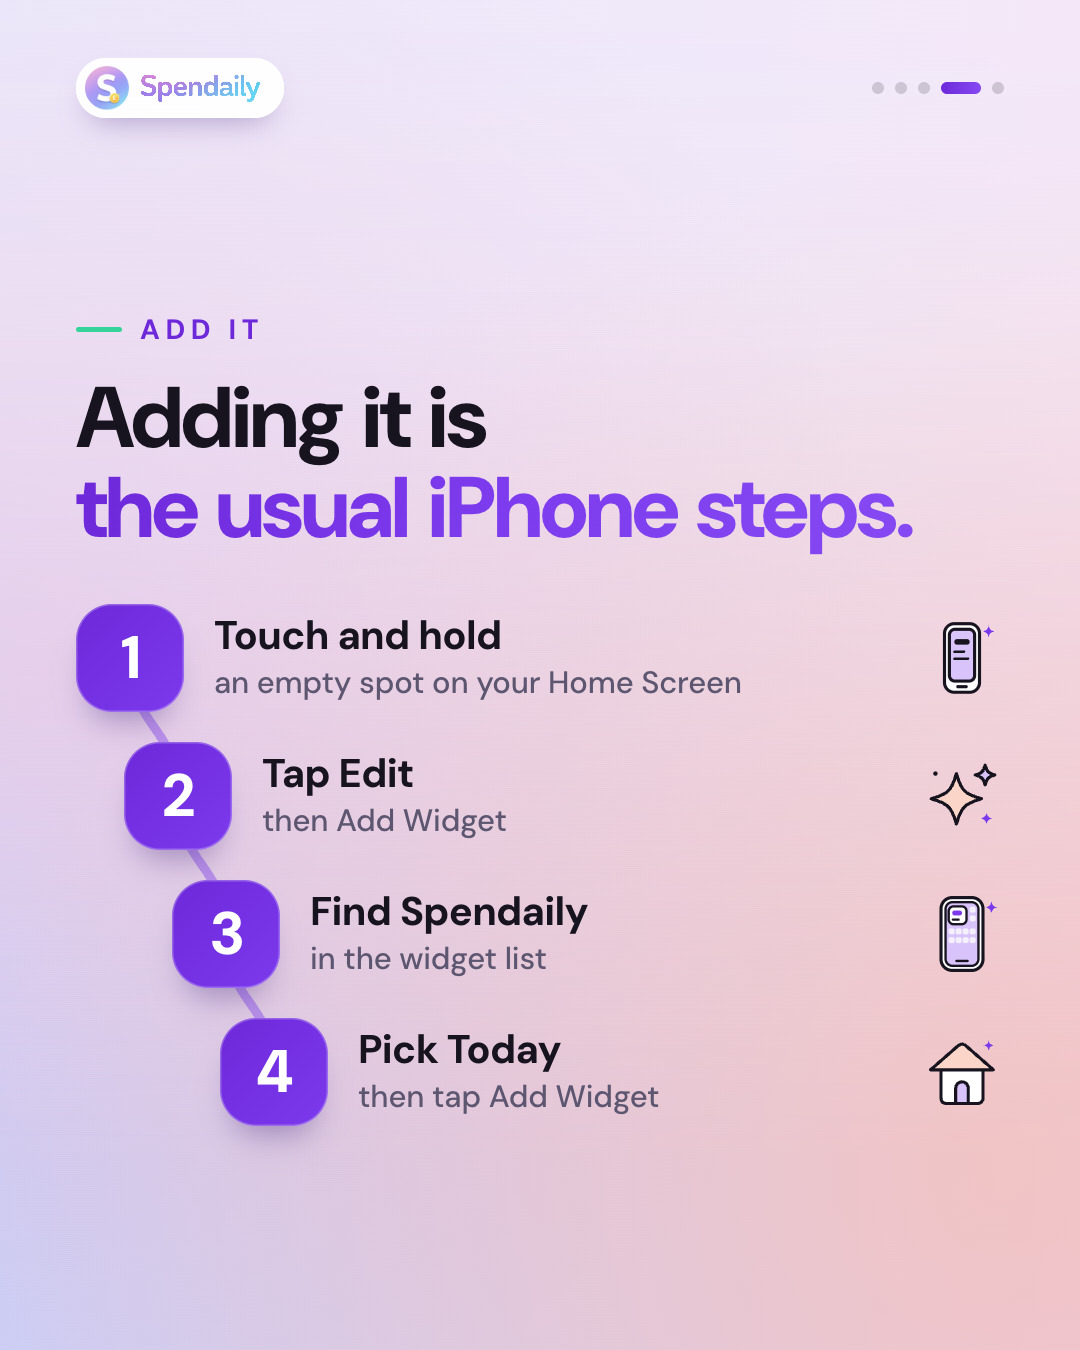 Spendaily
ADD IT
Adding it is
the usual iPhone steps.
1
Touch and hold
an empty spot on your Home Screen
2
Tap Edit
then Add Widget
3
Find Spendaily
in the widget list
4
Pick Today
then tap Add Widget